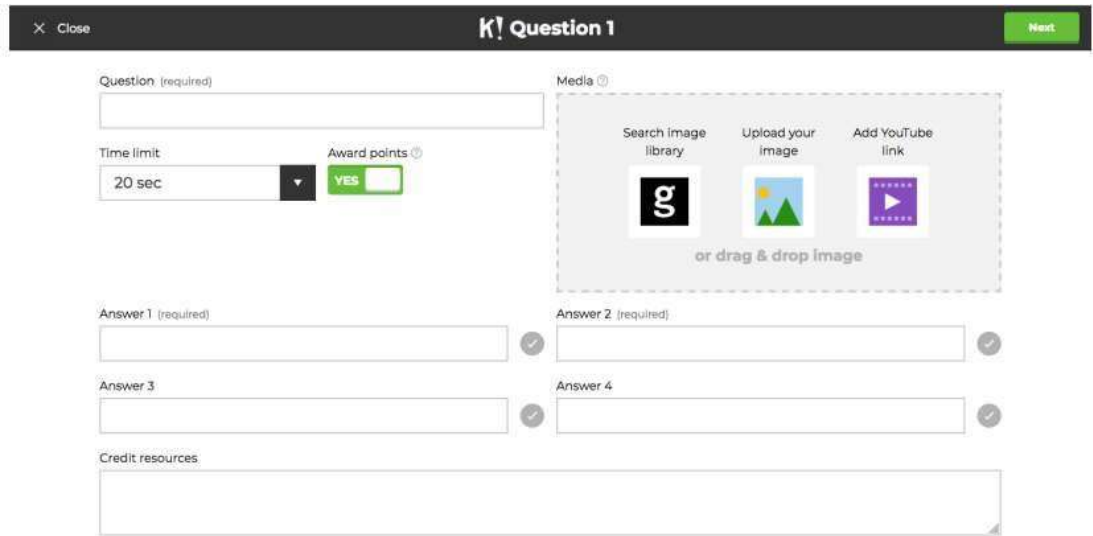 × Close
K! Question 1
Next
Question (required)
Media ?
Time limit
Award points ?
20 sec
YES
Search image
library
Upload your
image
Add YouTube
link
g
or drag & drop image
Answer 1 (required)
Answer 2 (required)
Answer 3
Answer 4
Credit resources